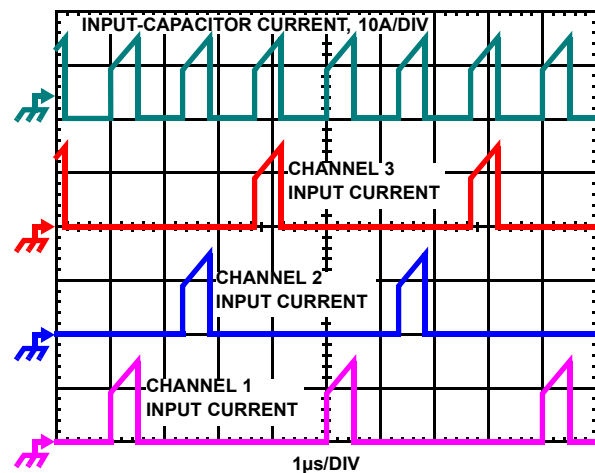 INPUT-CAPACITOR CURRENT, 10A/DIV
CHANNEL 3
INPUT CURRENT
CHANNEL 2
INPUT CURRENT
CHANNEL 1
INPUT CURRENT
1µs/DIV